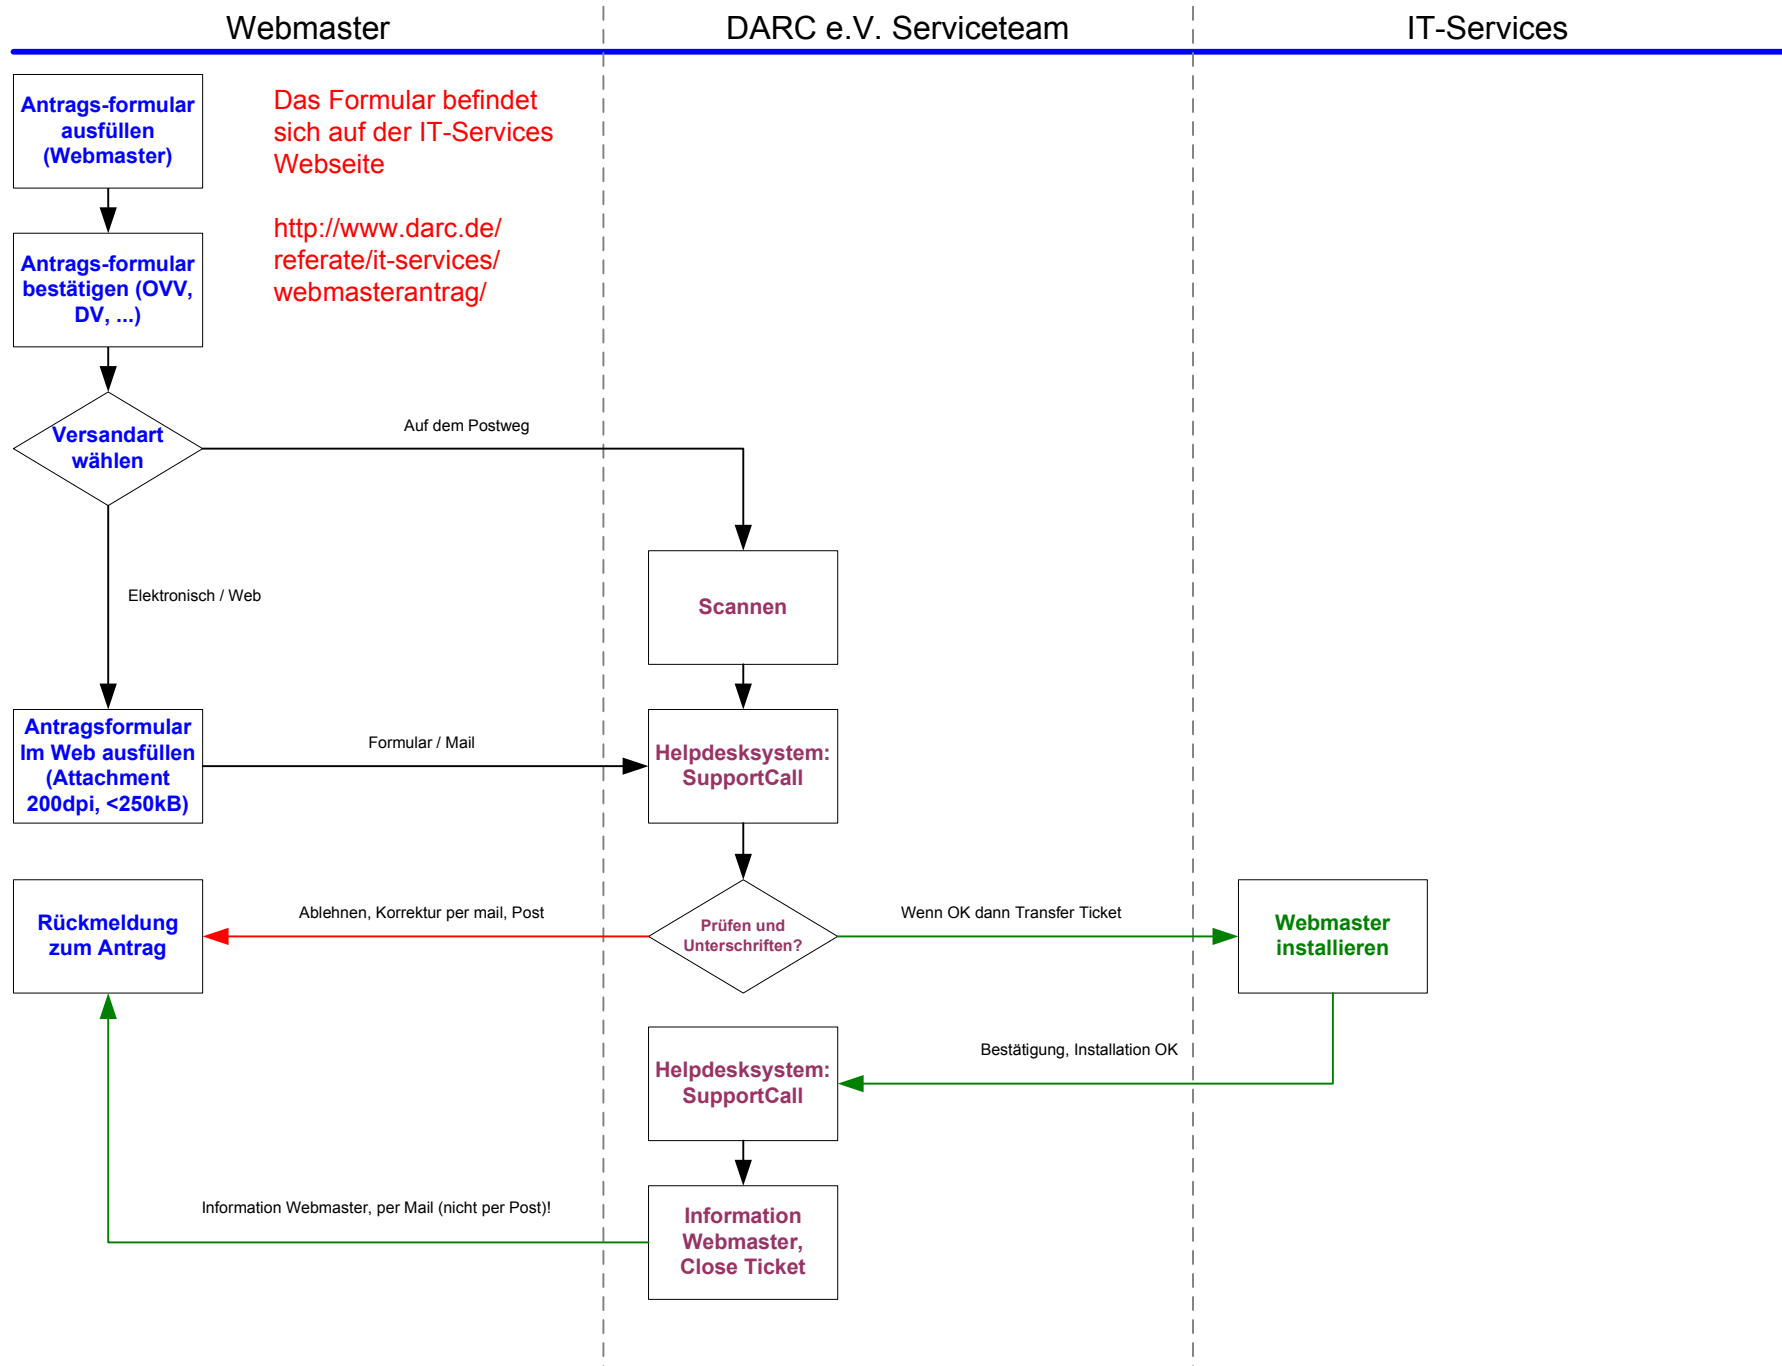 Webmaster
DARC e.V. Serviceteam
IT-Services
Antrags-formular
ausfüllen
(Webmaster)
Das Formular befindet
sich auf der IT-Services
Webseite
http://www.darc.de/
referate/it-services/
webmasterantrag/
Antrags-formular
bestätigen (OVV,
DV, ...)
Versandart
wählen
Auf dem Postweg
Elektronisch / Web
Scannen
Antragsformular
Im Web ausfüllen
(Attachment
200dpi, <250kB)
Formular / Mail
Helpdesksystem:
SupportCall
Rückmeldung
zum Antrag
Ablehnen, Korrektur per mail, Post
Prüfen und
Unterschriften?
Wenn OK dann Transfer Ticket
Webmaster
installieren
Bestätigung, Installation OK
Helpdesksystem:
SupportCall
Information Webmaster, per Mail (nicht per Post)!
Information
Webmaster,
Close Ticket